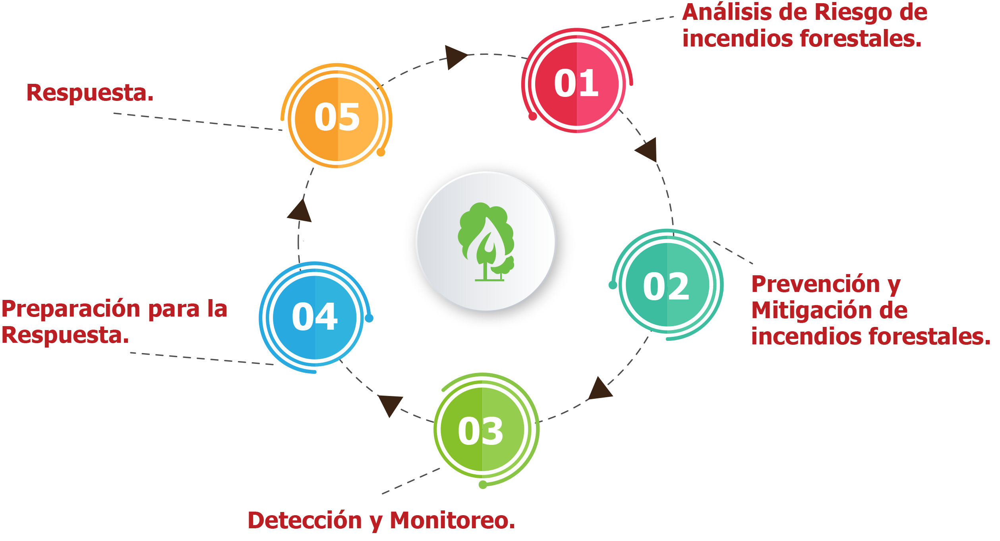 01
Análisis de Riesgo de
incendios forestales.
02
Prevención y
Mitigación de
incendios forestales.
03
Detección y Monitoreo.
04
Preparación para la
Respuesta.
05
Respuesta.